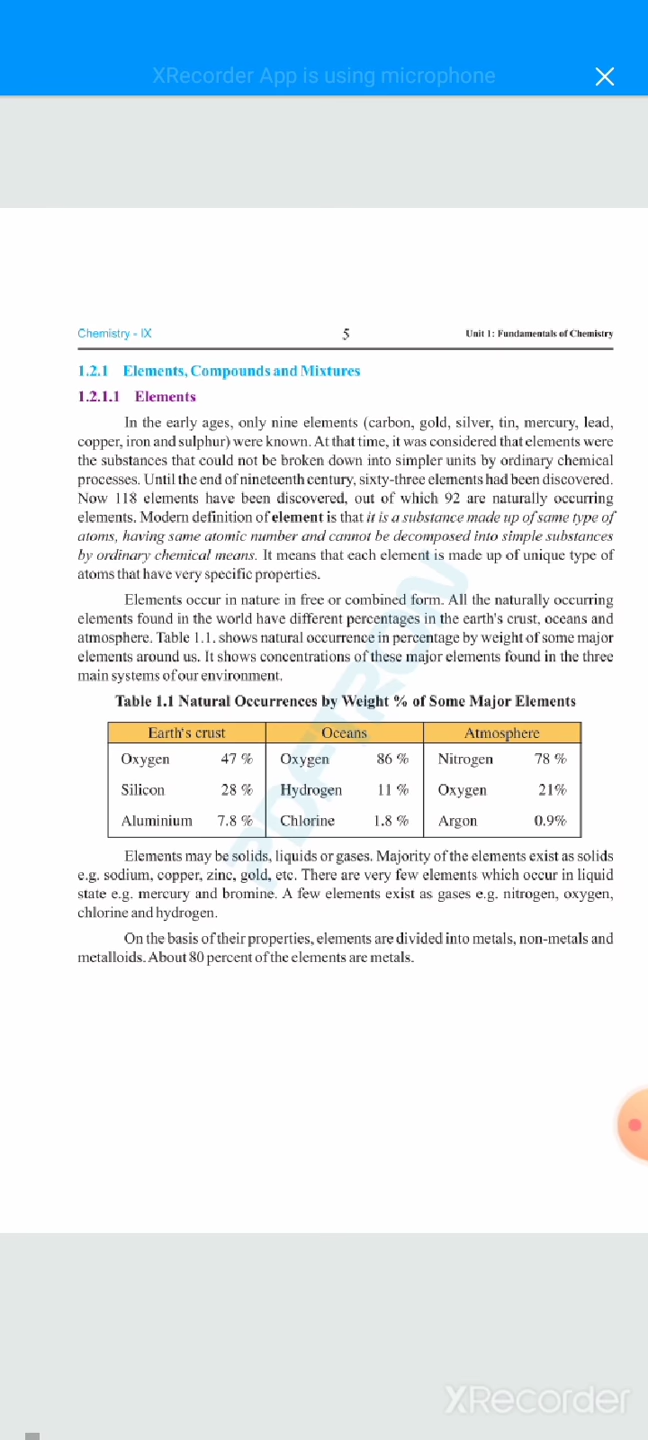 XRecorder App is using microphone
Chemistry - IX 5 Unit 1: Fundamentals of Chemistry
1.2.1 Elements, Compounds and Mixtures
1.2.1.1 Elements
In the early ages, only nine elements (carbon, gold, silver, tin, mercury, lead,
copper, iron and sulphur) were known. At that time, it was considered that elements were
the substances that could not be broken down into simpler units by ordinary chemical
processes. Until the end of nineteenth century, sixty-three elements had been discovered.
Now 118 elements have been discovered, out of which 92 are naturally occurring
elements. Modern definition of element is that it is a substance made up of same type of
atoms, having same atomic number and cannot be decomposed into simple substances
by ordinary chemical means. It means that each element is made up of unique type of
atoms that have very specific properties.
Elements occur in nature in free or combined form. All the naturally occurring
elements found in the world have different percentages in the earth's crust, oceans and
atmosphere. Table 1.1. shows natural occurrence in percentage by weight of some major
elements around us. It shows concentrations of these major elements found in the three
main systems of our environment.
Table 1.1 Natural Occurrences by Weight % of Some Major Elements
Earth's crust Oceans Atmosphere
Oxygen 47 % Oxygen 86 % Nitrogen 78 %
Silicon 28 % Hydrogen 11 % Oxygen 21%
Aluminium 7.8 % Chlorine 1.8 % Argon 0.9%
Elements may be solids, liquids or gases. Majority of the elements exist as solids
e.g. sodium, copper, zinc, gold, etc. There are very few elements which occur in liquid
state e.g. mercury and bromine. A few elements exist as gases e.g. nitrogen, oxygen,
chlorine and hydrogen.
On the basis of their properties, elements are divided into metals, non-metals and
metalloids. About 80 percent of the elements are metals.
PDFTRON
XRecorder